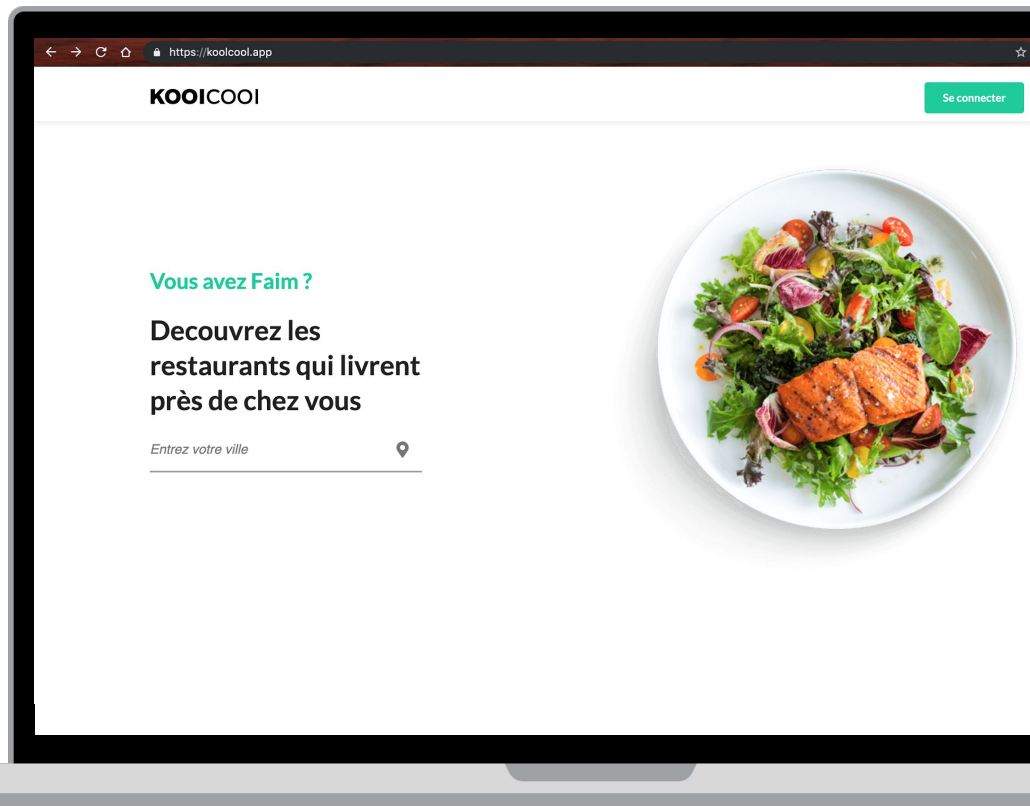 https://koolcool.app
KOOlCOOl
Se connecter
Vous avez Faim ?
Decouvrez les
restaurants qui livrent
près de chez vous
Entrez votre ville